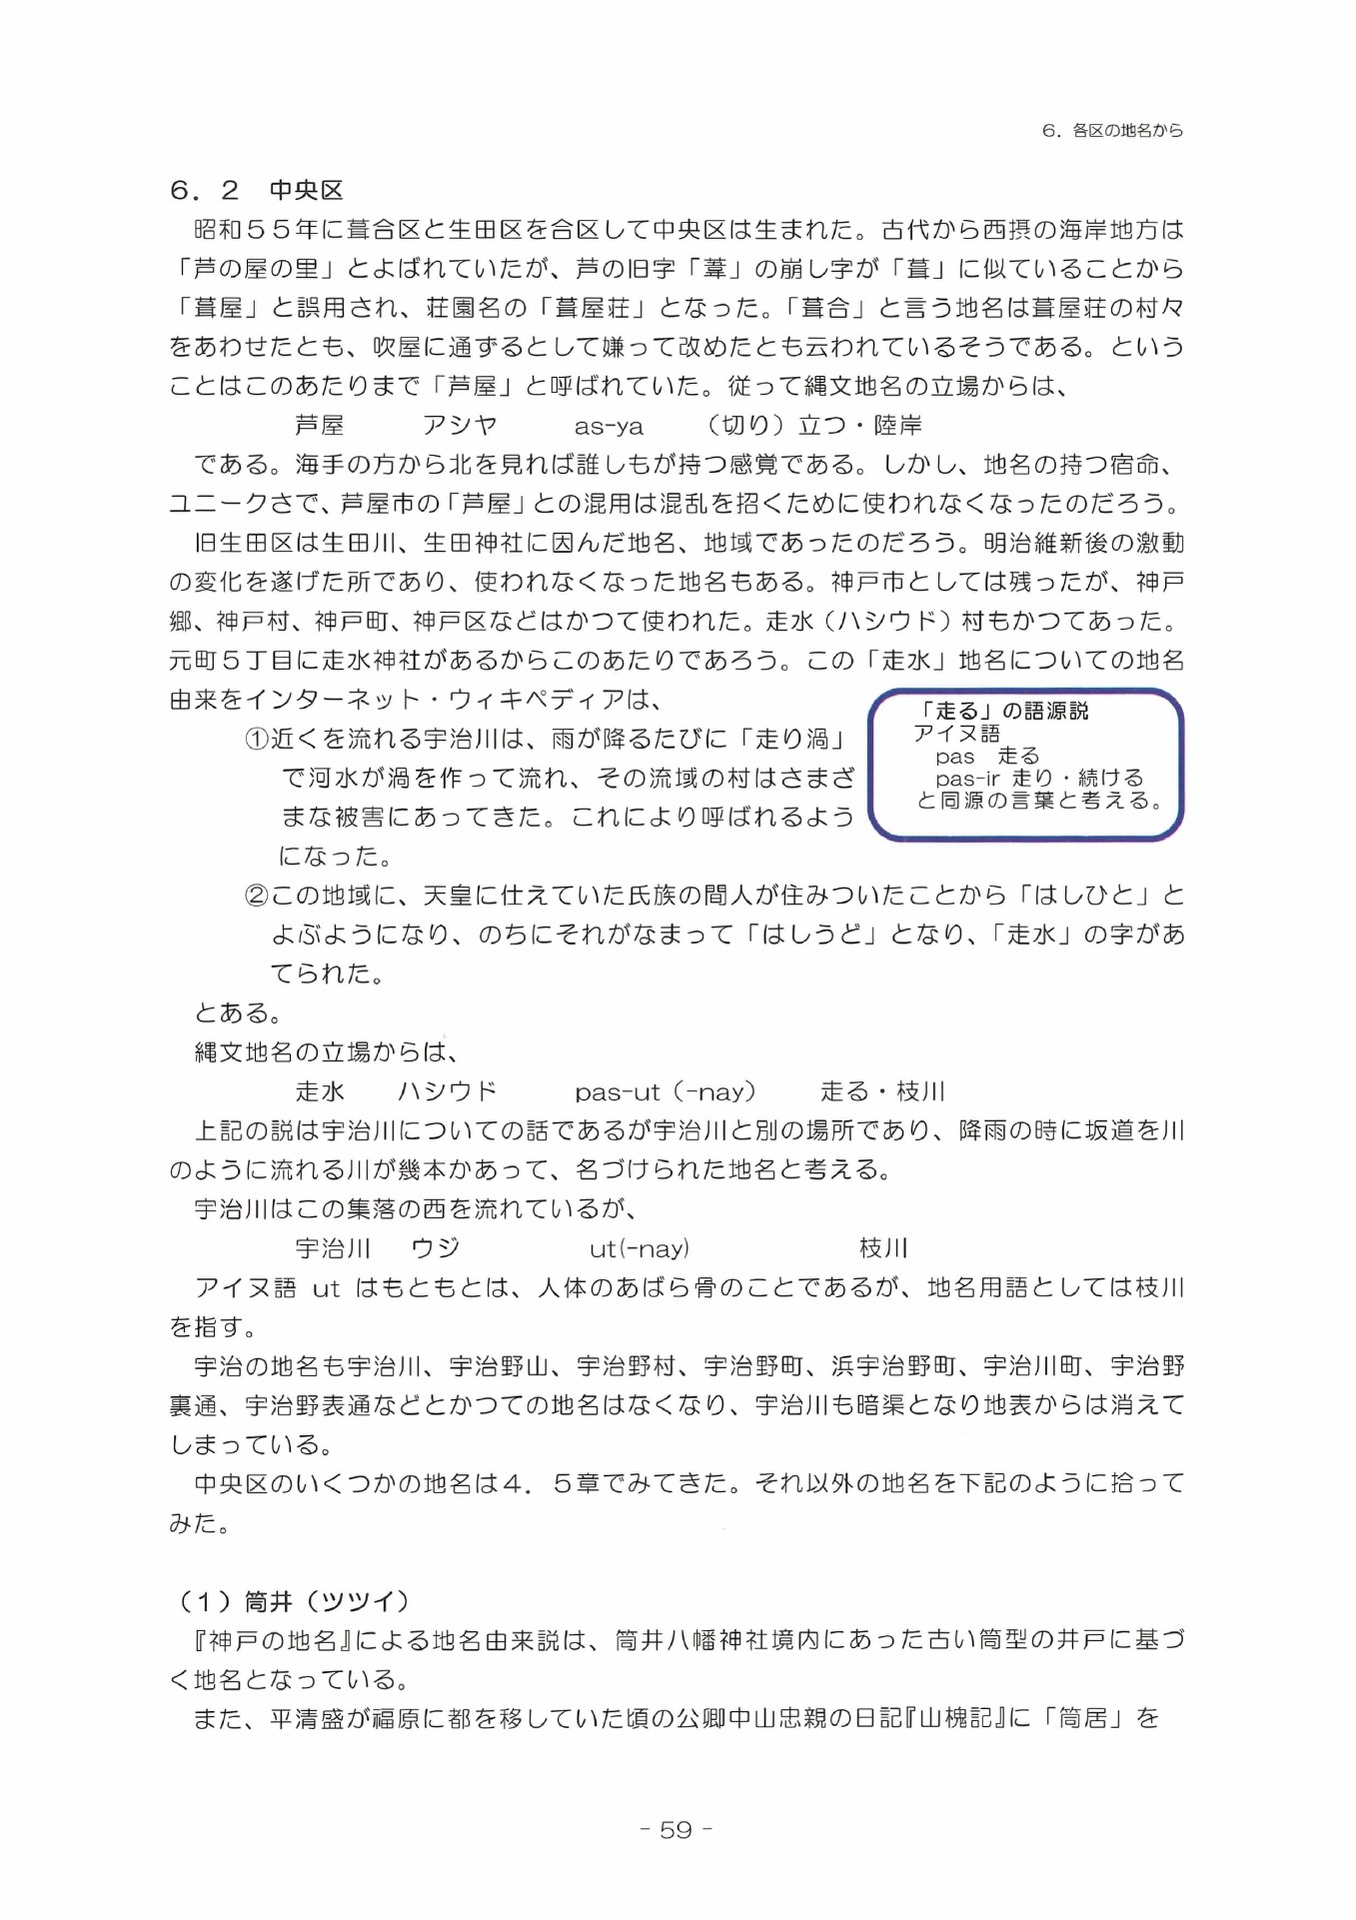 6．各区の地名から
６．２　中央区
昭和５５年に葺合区と生田区を合区して中央区は生まれた。古代から西摂の海岸地方は
「芦の屋の里」とよばれていたが、芦の旧字「葦」の崩し字が「葺」に似ていることから
「葺屋」と誤用され、荘園名の「葺屋荘」となった。「葺合」と言う地名は葺屋荘の村々
をあわせたとも、吹屋に通ずるとして嫌って改めたとも云われているそうである。という
ことはこのあたりまで「芦屋」と呼ばれていた。従って縄文地名の立場からは、
芦屋　　　アシヤ　　　as-ya　　（切り）立つ・陸岸
である。海手の方から北を見れば誰しもが持つ感覚である。しかし、地名の持つ宿命、
ユニークさで、芦屋市の「芦屋」との混用は混乱を招くために使われなくなったのだろう。
旧生田区は生田川、生田神社に因んだ地名、地域であったのだろう。明治維新後の激動
の変化を遂げた所であり、使われなくなった地名もある。神戸市としては残ったが、神戸
郷、神戸村、神戸町、神戸区などはかつて使われた。走水（ハシウド）村もかつてあった。
元町５丁目に走水神社があるからこのあたりであろう。この「走水」地名についての地名
由来をインターネット・ウィキペディアは、
①近くを流れる宇治川は、雨が降るたびに「走り渦」
で河水が渦を作って流れ、その流域の村はさまざ
まな被害にあってきた。これにより呼ばれるよう
になった。
「走る」の語源説
アイヌ語
pas　走る
pas-ir 走り・続ける
と同源の言葉と考える。
②この地域に、天皇に仕えていた氏族の間人が住みついたことから「はしひと」と
よぶようになり、のちにそれがなまって「はしうど」となり、「走水」の字があ
てられた。
とある。
縄文地名の立場からは、
走水　　ハシウド　　　pas-ut（-nay）　　走る・枝川
上記の説は宇治川についての話であるが宇治川と別の場所であり、降雨の時に坂道を川
のように流れる川が幾本かあって、名づけられた地名と考える。
宇治川はこの集落の西を流れているが、
宇治川　ウジ　　　　　ut(-nay)　　　　　　枝川
アイヌ語 ut はもともとは、人体のあばら骨のことであるが、地名用語としては枝川
を指す。
宇治の地名も宇治川、宇治野山、宇治野村、宇治野町、浜宇治野町、宇治川町、宇治野
裏通、宇治野表通などとかつての地名はなくなり、宇治川も暗渠となり地表からは消えて
しまっている。
中央区のいくつかの地名は４．５章でみてきた。それ以外の地名を下記のように拾って
みた。
（１）筒井（ツツイ）
『神戸の地名』による地名由来説は、筒井八幡神社境内にあった古い筒型の井戸に基づ
く地名となっている。
また、平清盛が福原に都を移していた頃の公卿中山忠親の日記『山槐記』に「筒居」を
- 59 -